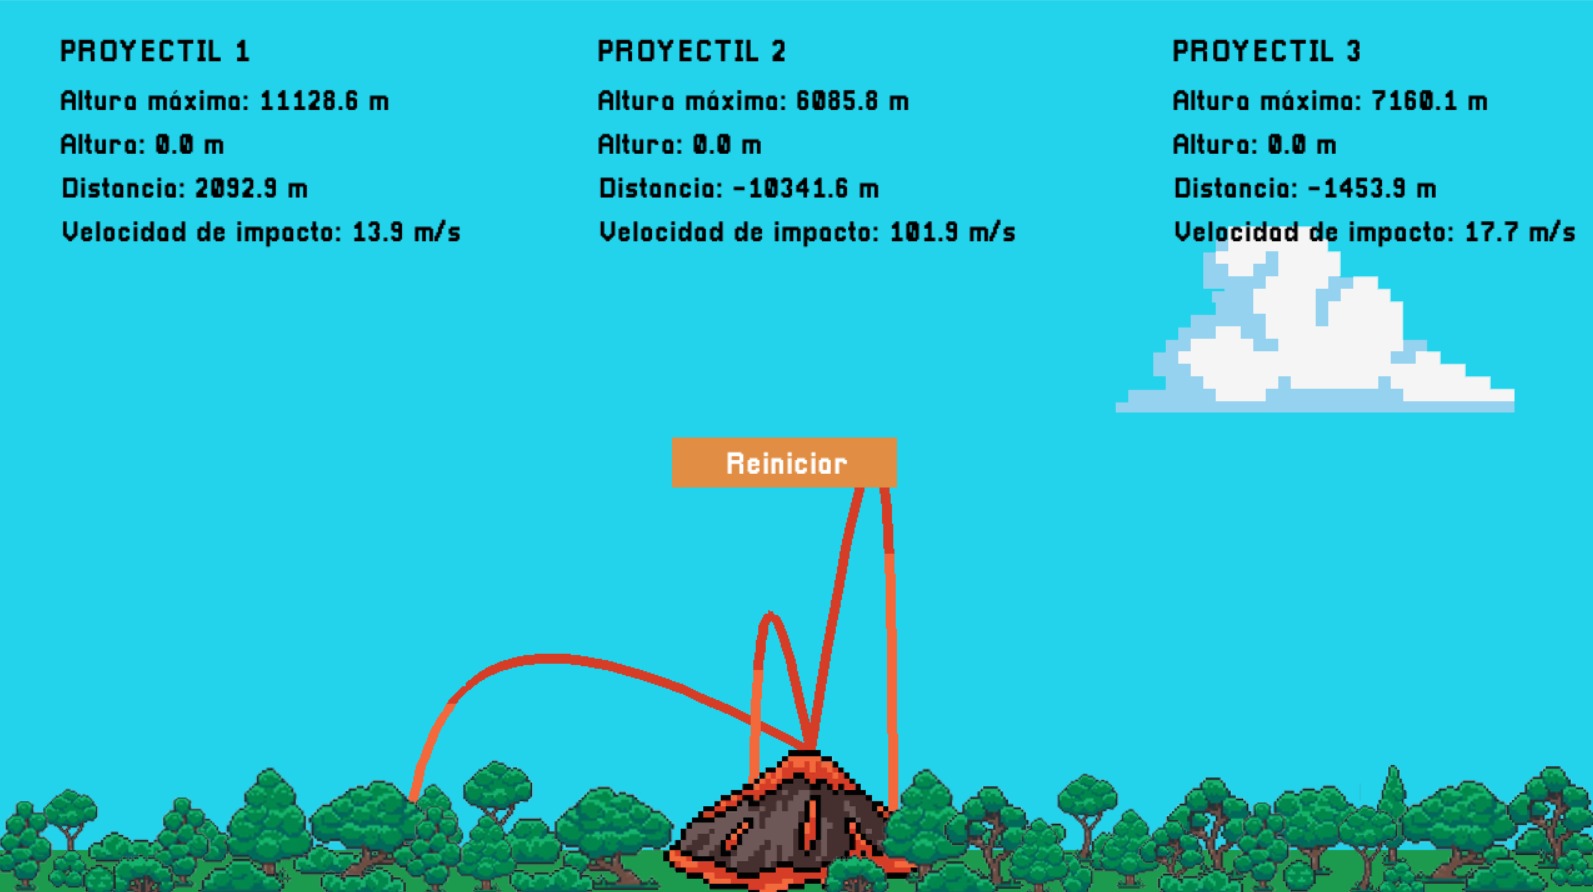 PROYECTIL 1
Altura máxima: 11128.6 m
Altura: 0.0 m
Distancia: 2092.9 m
Velocidad de impacto: 13.9 m/s
PROYECTIL 2
Altura máxima: 6085.8 m
Altura: 0.0 m
Distancia: -10341.6 m
Velocidad de impacto: 101.9 m/s
PROYECTIL 3
Altura máxima: 7160.1 m
Altura: 0.0 m
Distancia: -1453.9 m
Velocidad de impacto: 17.7 m/s
Reiniciar